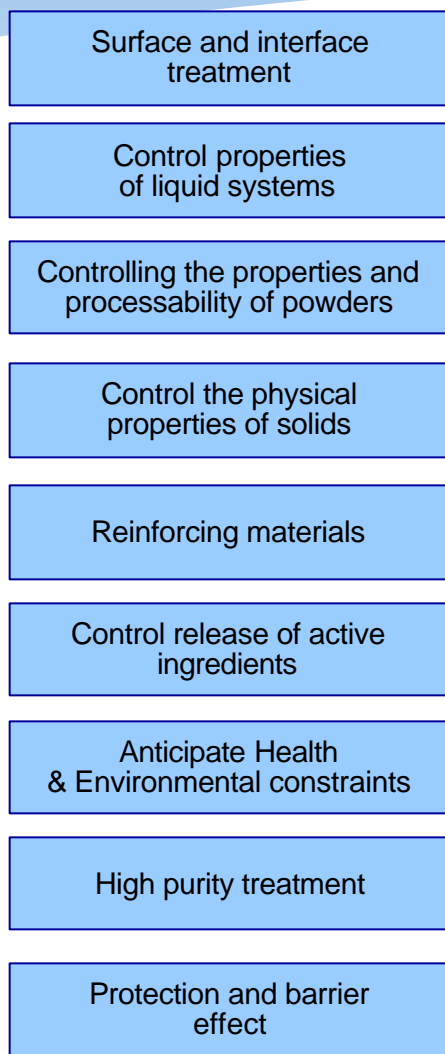 Surface and interface
treatment
Control properties
of liquid systems
Controlling the properties and
processability of powders
Control the physical
properties of solids
Reinforcing materials
Control release of active
ingredients
Anticipate Health
& Environmental constraints
High purity treatment
Protection and barrier
effect